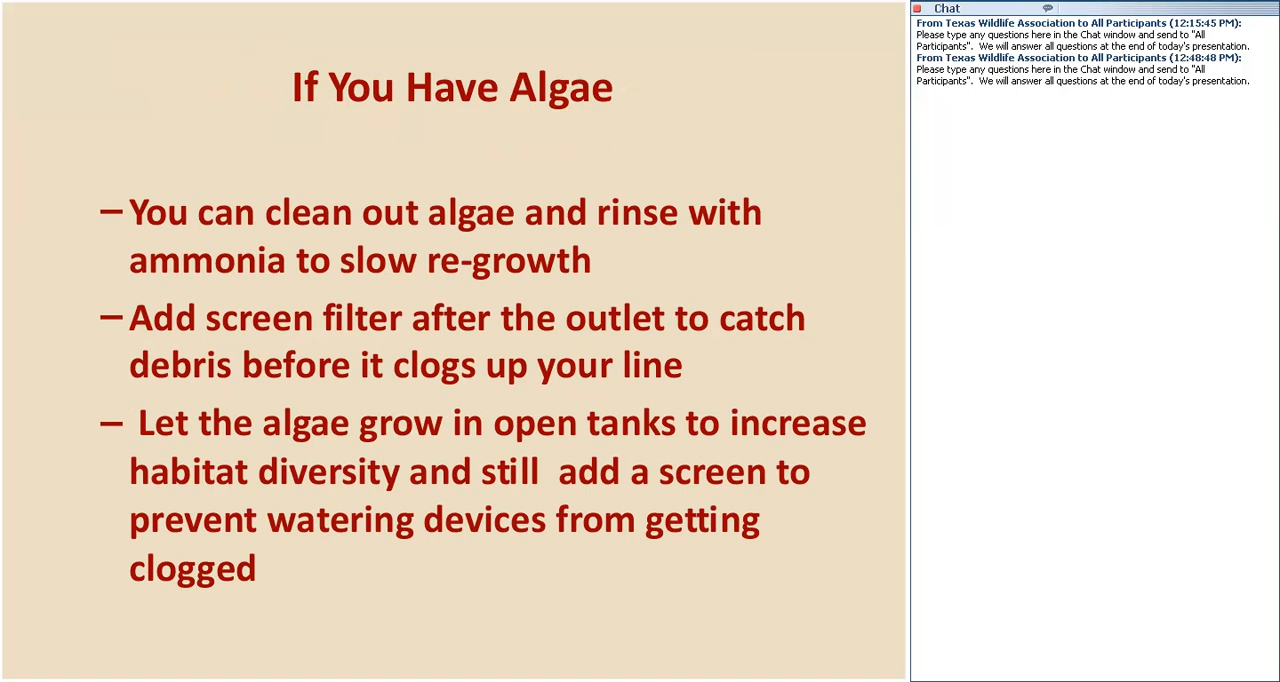 If You Have Algae
– You can clean out algae and rinse with
ammonia to slow re-growth
– Add screen filter after the outlet to catch
debris before it clogs up your line
– Let the algae grow in open tanks to increase
habitat diversity and still  add a screen to
prevent watering devices from getting
clogged
Chat
From Texas Wildlife Association to All Participants (12:15:45 PM):
Please type any questions here in the Chat window and send to "All
Participants".  We will answer all questions at the end of today's presentation.
From Texas Wildlife Association to All Participants (12:48:48 PM):
Please type any questions here in the Chat window and send to "All
Participants".  We will answer all questions at the end of today's presentation.